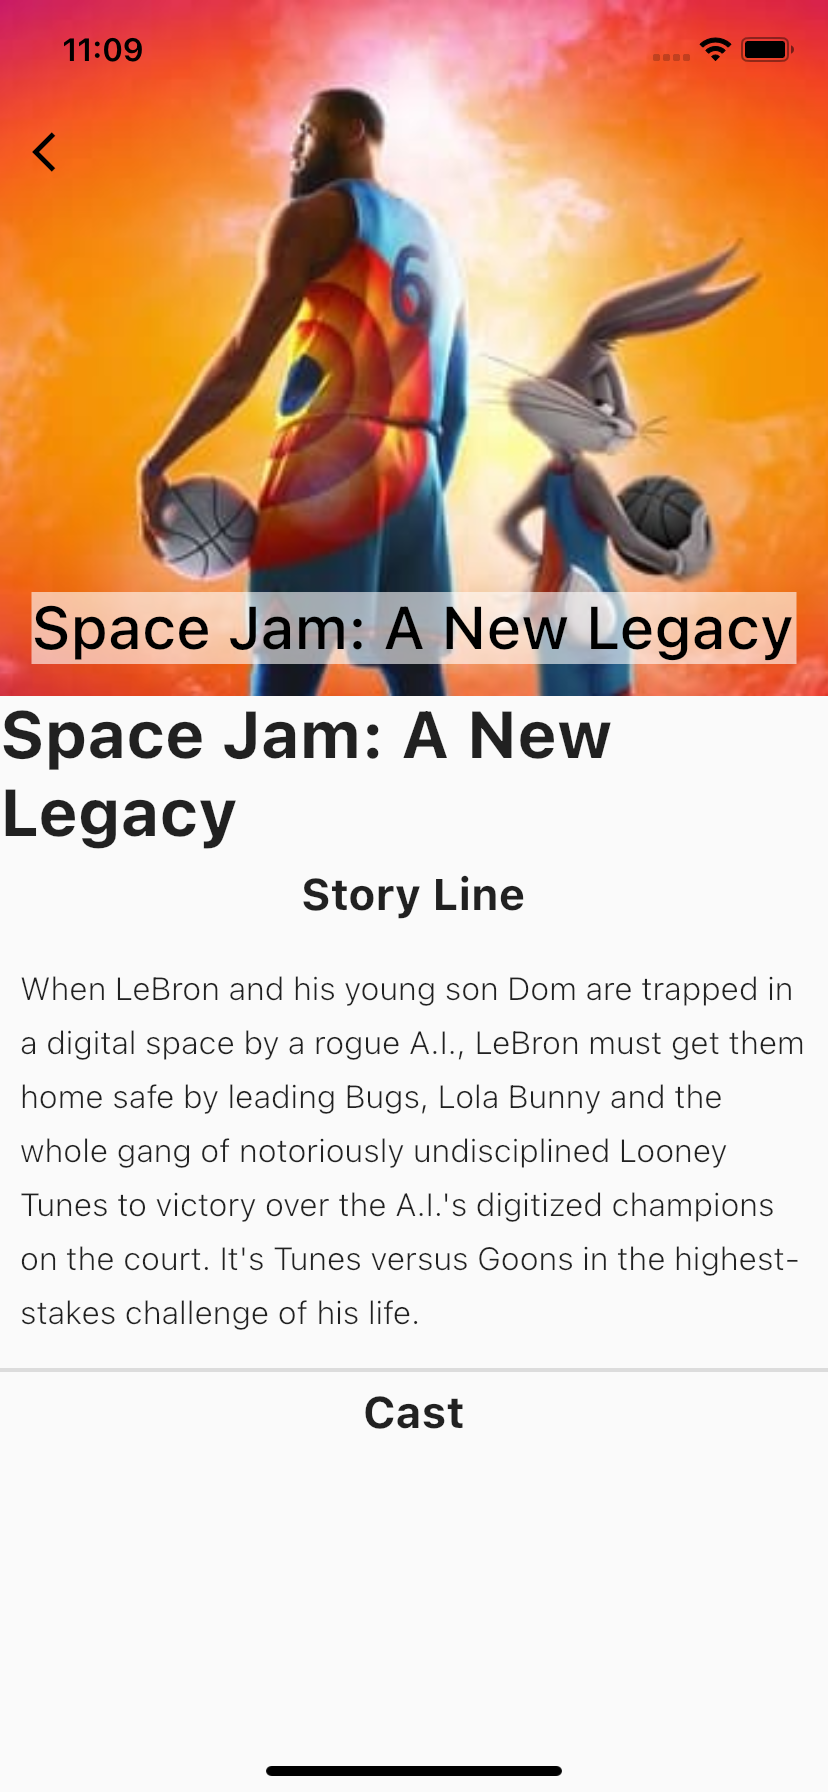 11:09
6
Space Jam: A New Legacy
Space Jam: A New
Legacy
Story Line
When LeBron and his young son Dom are trapped in
a digital space by a rogue A.I., LeBron must get them
home safe by leading Bugs, Lola Bunny and the
whole gang of notoriously undisciplined Looney
Tunes to victory over the A.I.'s digitized champions
on the court. It's Tunes versus Goons in the highest-
stakes challenge of his life.
Cast